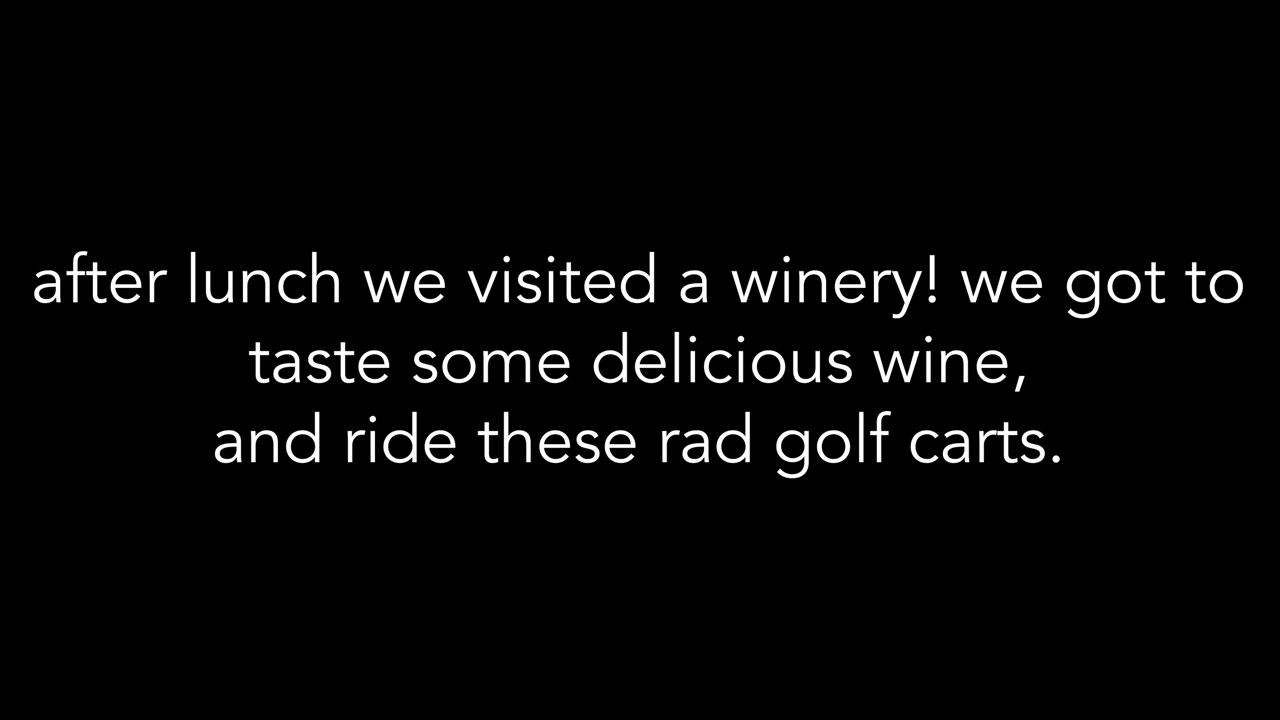 after lunch we visited a winery! we got to
taste some delicious wine,
and ride these rad golf carts.